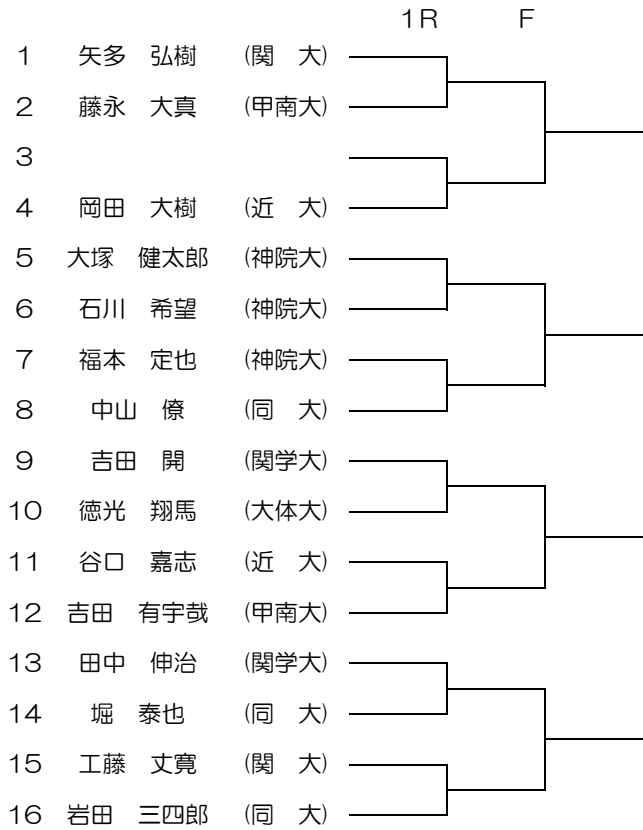 1R F
1 矢多 弘樹 (関 大)
2 藤永 大真 (甲南大)
3
4 岡田 大樹 (近 大)
5 大塚 健太郎 (神院大)
6 石川 希望 (神院大)
7 福本 定也 (神院大)
8 中山 僚 (同 大)
9 吉田 開 (関学大)
10 徳光 翔馬 (大体大)
11 谷口 嘉志 (近 大)
12 吉田 有宇哉 (甲南大)
13 田中 伸治 (関学大)
14 堀 泰也 (同 大)
15 工藤 丈寛 (関 大)
16 岩田 三四郎 (同 大)